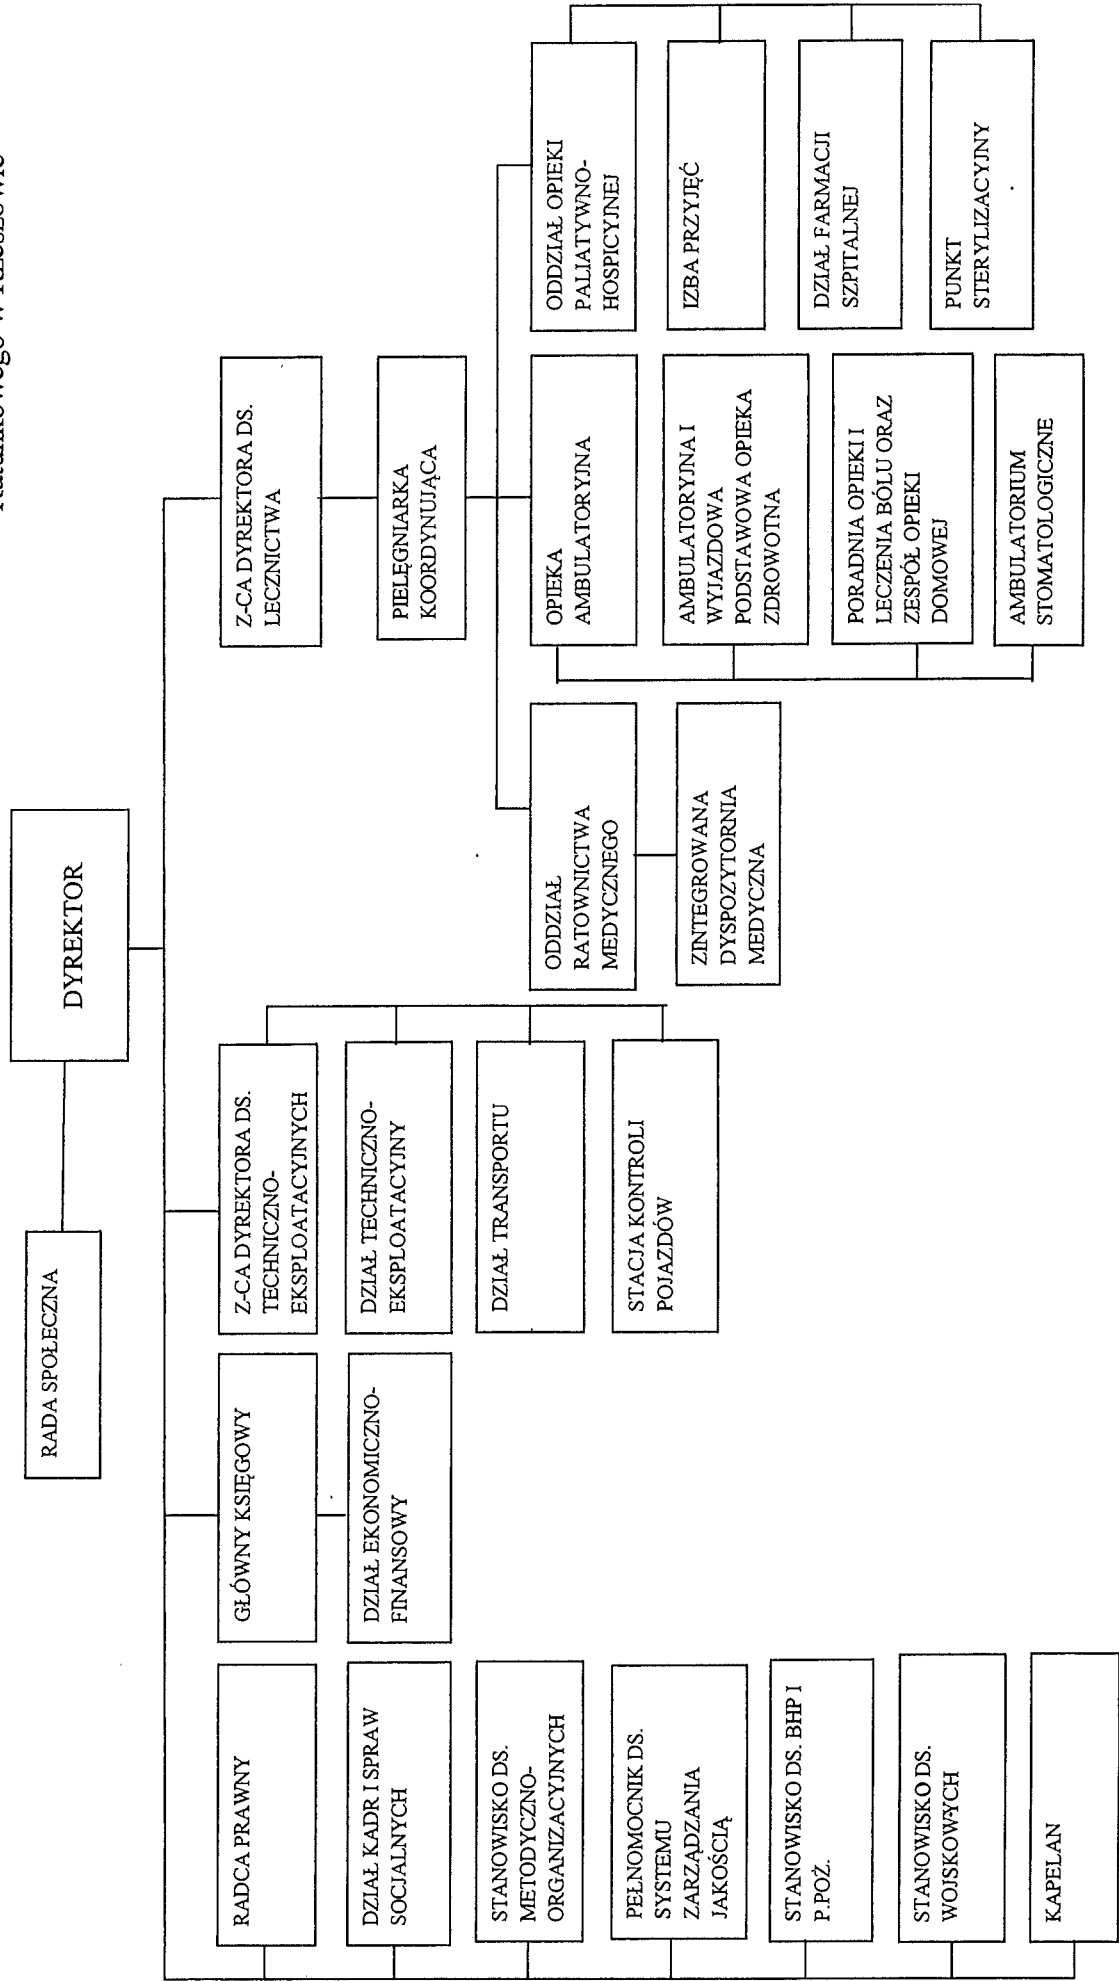 Ratunkowego w Rzeszowie
DYREKTOR
RADA SPOŁECZNA
RADCA PRAWNY
DZIAŁ KADR I SPRAW
SOCJALNYCH
STANOWISKO DS.
METODYCZNO-
ORGANIZACYJNYCH
PEŁNOMOCNIK DS.
SYSTEMU
ZARZĄDZANIA
JAKOŚCIĄ
STANOWISKO DS. BHP I
P.POŻ.
STANOWISKO DS.
WOJSKOWYCH
KAPELAN
GŁÓWNY KSIĘGOWY
DZIAŁ EKONOMICZNO-
FINANSOWY
Z-CA DYREKTORA DS.
TECHNICZNO-
EKSPLOATACYJNYCH
DZIAŁ TECHNICZNO-
EKSPLOATACYJNY
DZIAŁ TRANSPORTU
STACJA KONTROLI
POJAZDÓW
Z-CA DYREKTORA DS.
LECZNICTWA
PIELĘGNIARKA
KOORDYNUJĄCA
ODDZIAŁ
RATOWNICTWA
MEDYCZNEGO
ZINTEGROWANA
DYSPOZYTORNIA
MEDYCZNA
OPIEKA
AMBULATORYJNA
AMBULATORYJNA I
WYJAZDOWA
PODSTAWOWA OPIEKA
ZDROWOTNA
PORADNIA OPIEKI I
LECZENIA BÓLU ORAZ
ZESPÓŁ OPIEKI
DOMOWEJ
AMBULATORIUM
STOMATOLOGICZNE
ODDZIAŁ OPIEKI
PALIATYWNO-
HOSPICYJNEJ
IZBA PRZYJĘĆ
DZIAŁ FARMACJI
SZPITALNEJ
PUNKT
STERYLIZACYJNY